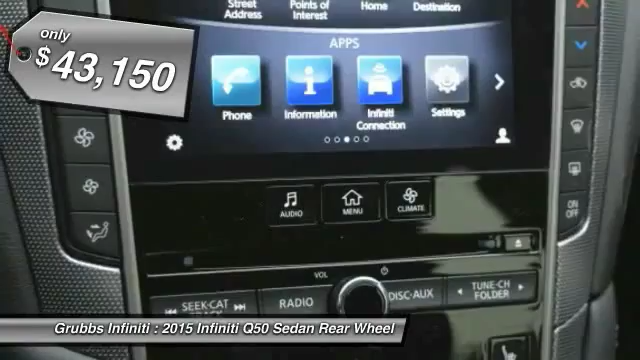 Street Address
Points of Interest
Home
Destination
APPS
Phone
Information
Infiniti Connection
Settings
only
$43,150
AUDIO
MENU
CLIMATE
ON OFF
VOL
SEEK·CAT
RADIO
DISC·AUX
TUNE·CH FOLDER
Grubbs Infiniti : 2015 Infiniti Q50 Sedan Rear Wheel